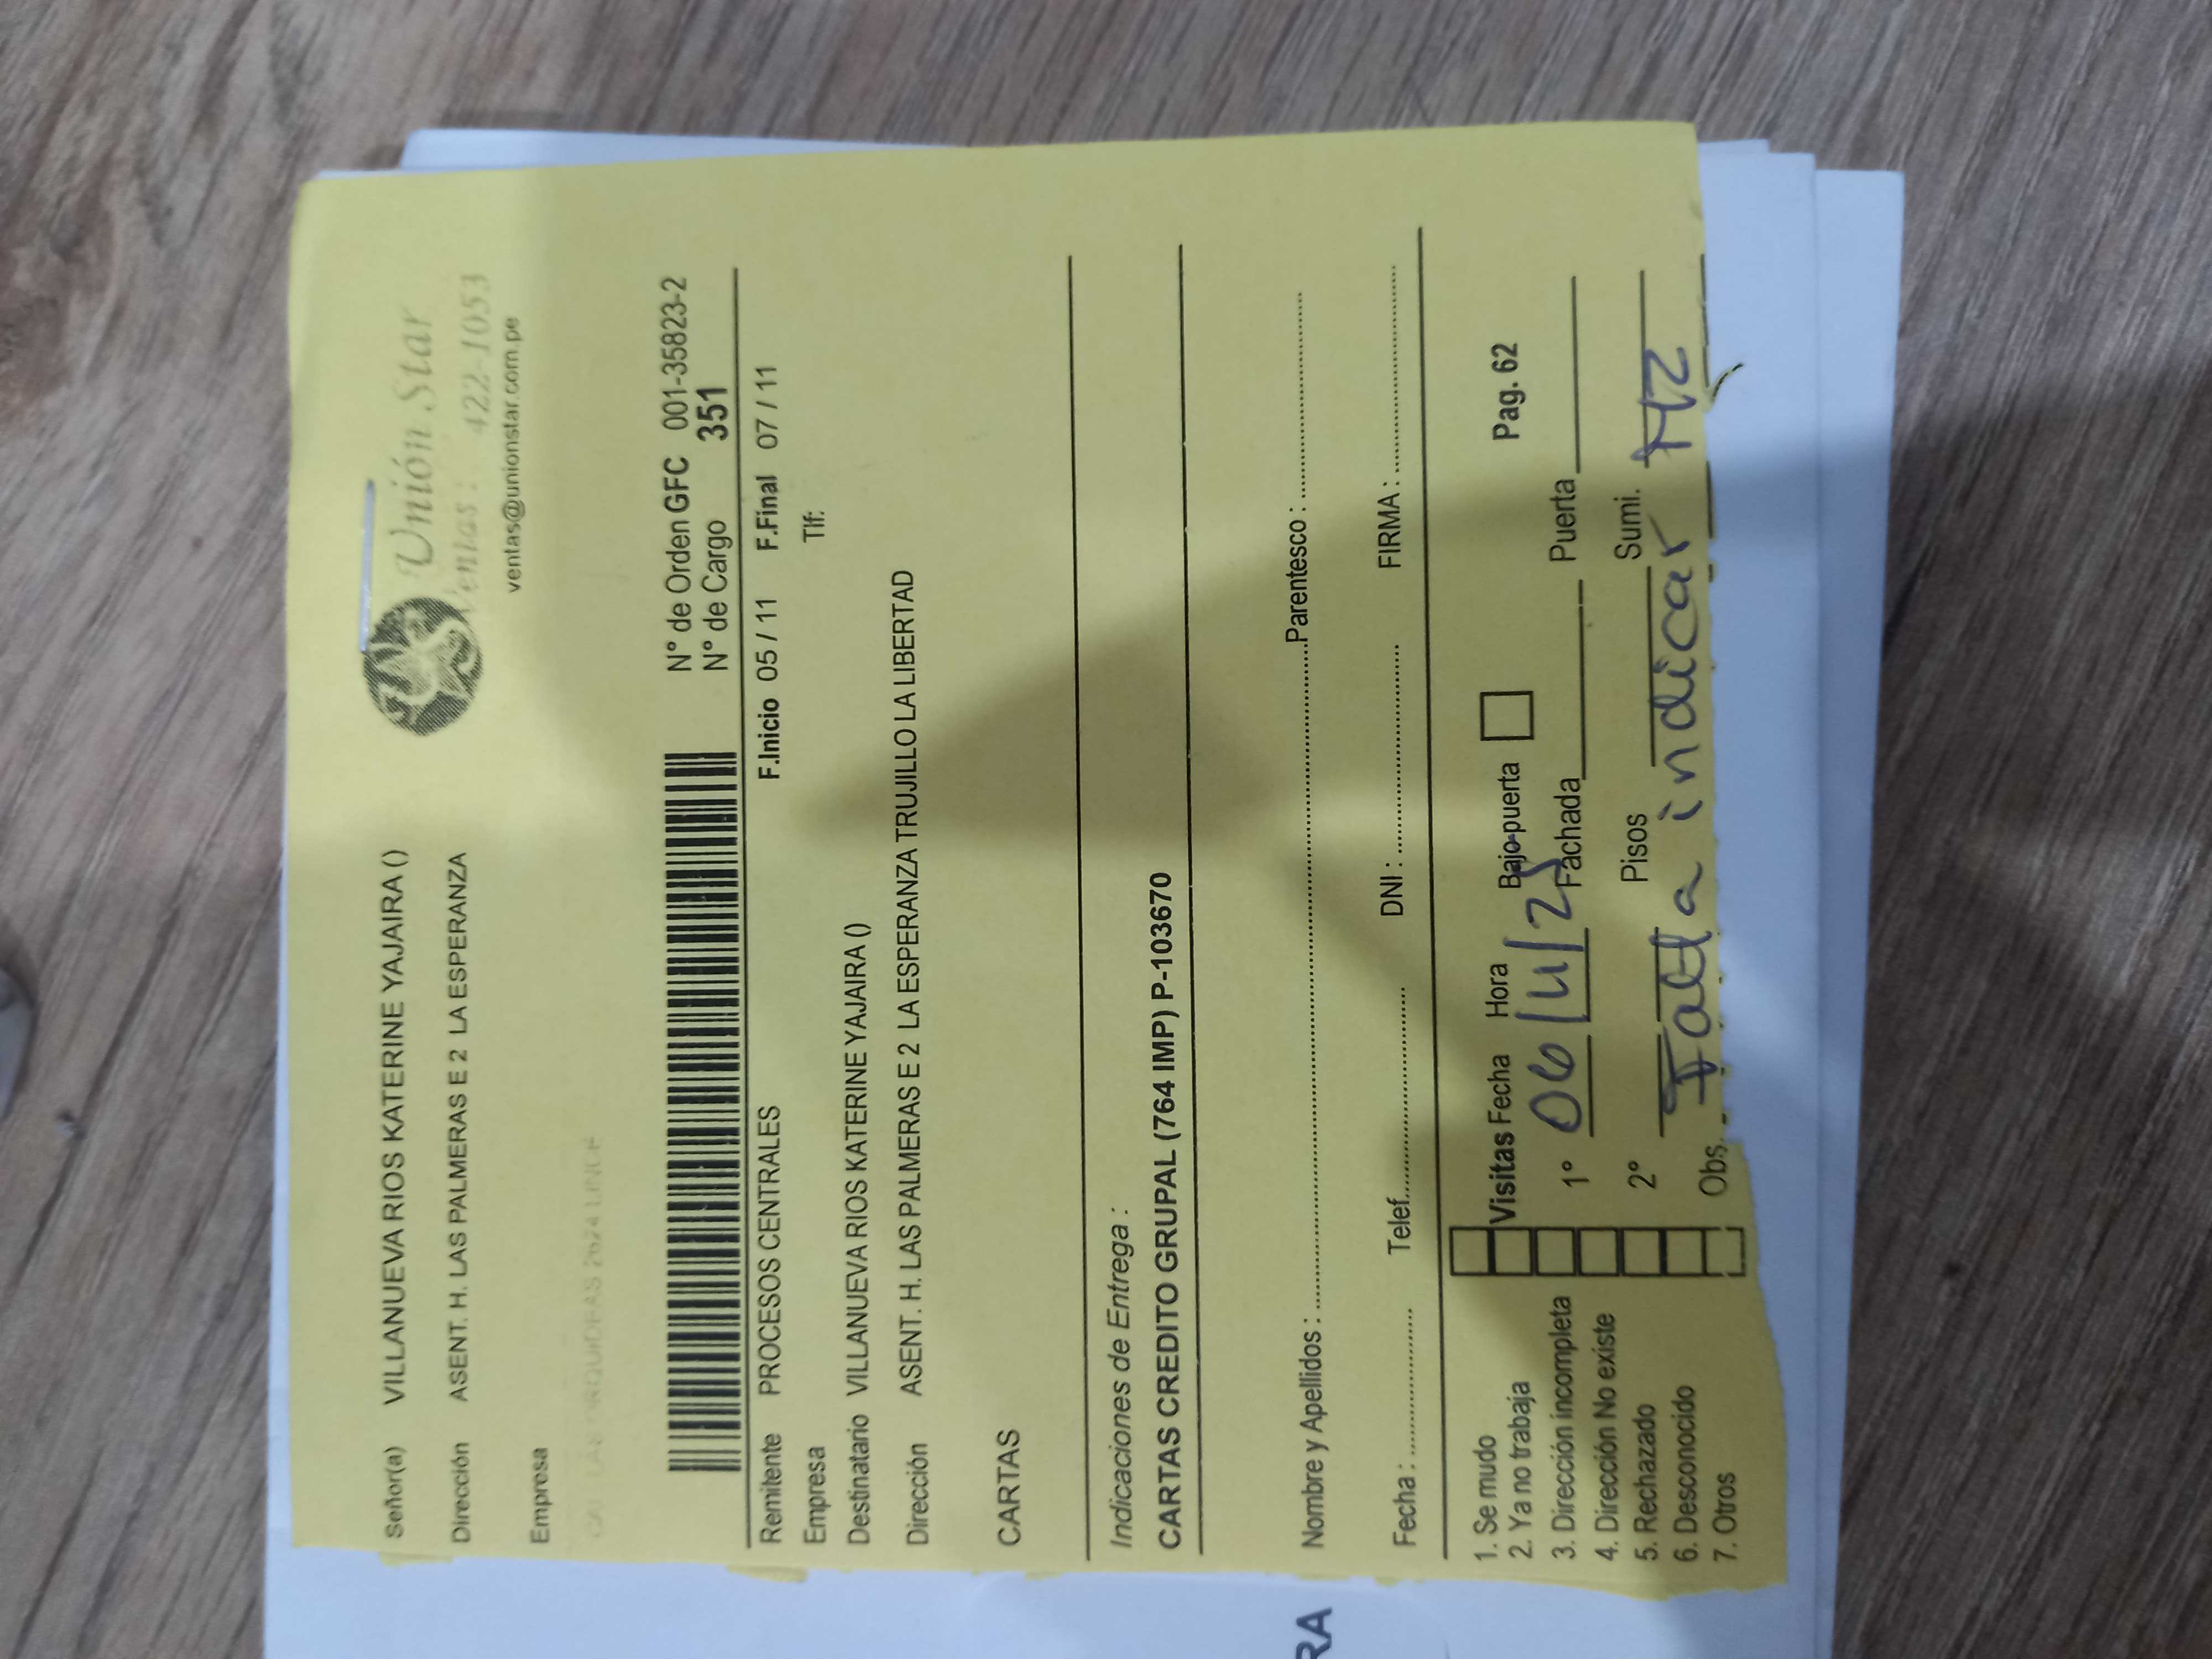 Unión Star
Ventas: 422-1053
ventas@unionstar.com.pe
Señor(a) VILLANUEVA RIOS KATERINE YAJAIRA ()
Dirección ASENT. H. LAS PALMERAS E 2 LA ESPERANZA
Empresa
N° de Orden GFC 001-35823-2
N° de Cargo 351
Remitente PROCESOS CENTRALES F.Inicio 05 / 11 F.Final 07 / 11
Empresa Tlf:
Destinatario VILLANUEVA RIOS KATERINE YAJAIRA ()
Dirección ASENT. H. LAS PALMERAS E 2 LA ESPERANZA TRUJILLO LA LIBERTAD
CARTAS
Indicaciones de Entrega :
CARTAS CREDITO GRUPAL (764 IMP) P-103670
Nombre y Apellidos : Parentesco :
Fecha : Telef. DNI : FIRMA :
1. Se mudo
2. Ya no trabaja
3. Dirección incompleta
4. Dirección No existe
5. Rechazado
6. Desconocido
7. Otros
Visitas Fecha Hora Bajo puerta Pag. 62
1° 06/11/25 Fachada Puerta
2° Pisos Sumi.
Obs. Falta indicar Mz
RA